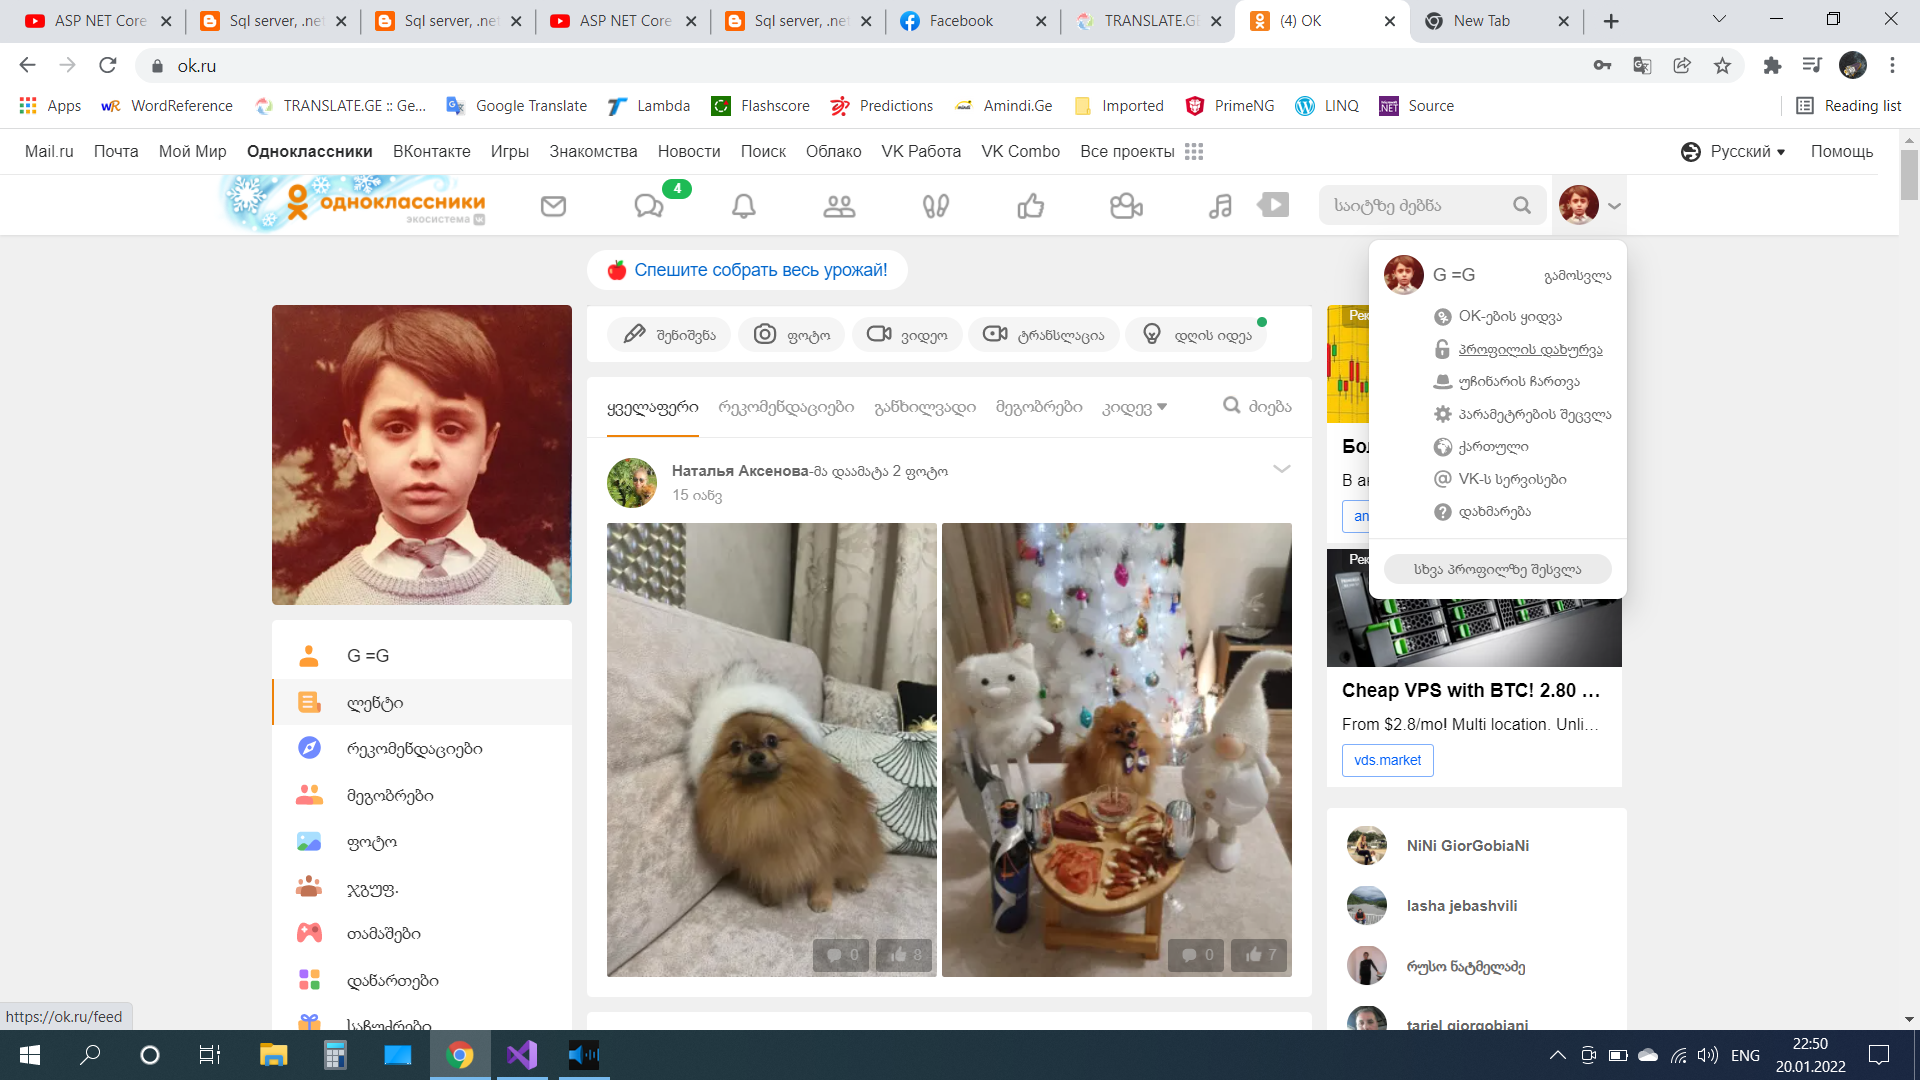 ASP NET Core
Sql server, .net
Sql server, .net
ASP NET Core
Sql server, .net
Facebook
TRANSLATE.GE
(4) OK
New Tab
ok.ru
Apps
WordReference
TRANSLATE.GE :: Ge...
Google Translate
Lambda
Flashscore
Predictions
Amindi.Ge
Imported
PrimeNG
LINQ
Source
Reading list
Mail.ru
Почта
Мой Мир
Одноклассники
ВКонтакте
Игры
Знакомства
Новости
Поиск
Облако
VK Работа
VK Combo
Все проекты
Русский
Помощь
одноклассники
экосистема
4
საიტზე ძებნა
🍎 Спешите собрать весь урожай!
G =G
გამოსვლა
OK-ების ყიდვა
პროფილის დახურვა
უჩინარის ჩართვა
პარამეტრების შეცვლა
ქართული
VK-ს სერვისები
დახმარება
სხვა პროფილზე შესვლა
შენიშვნა
ფოტო
ვიდეო
ტრანსლაცია
დღის იდეა
ყველაფერი
რეკომენდაციები
განხილვადი
მეგობრები
კიდევ
ძიება
Наталья Аксенова-მა დაამატა 2 ფოტო
15 იანვ
0
8
0
7
G =G
ლენტი
რეკომენდაციები
მეგობრები
ფოტო
ჯგუფ.
თამაშები
დანართები
საჩუქრები
Рек
Бол
В ак
an
Рек
Cheap VPS with BTC! 2.80 ...
From $2.8/mo! Multi location. Unli...
vds.market
NiNi GiorGobiaNi
lasha jebashvili
რუსო ნატმელაძე
tariel giorgobiani
https://ok.ru/feed
ENG
22:50
20.01.2022